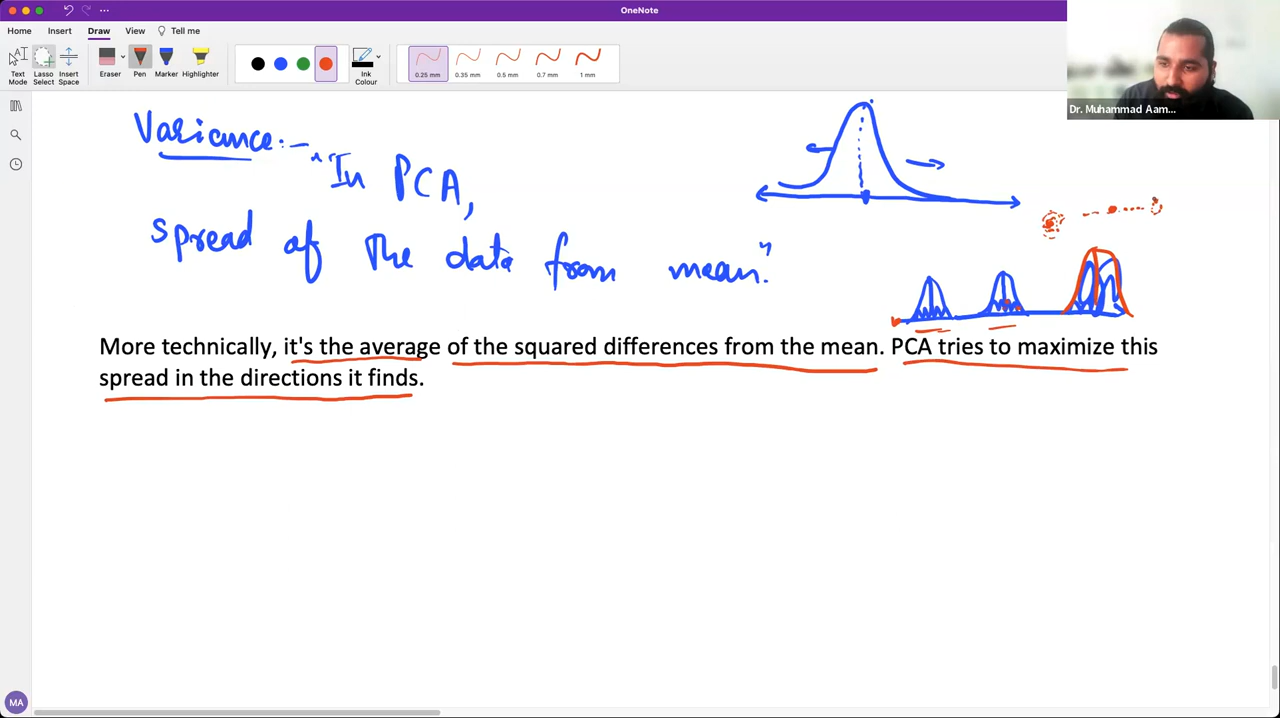 OneNote
Home Insert Draw View Tell me
Text Mode
Lasso Select
Insert Space
Eraser
Pen
Marker
Highlighter
Ink Colour
0.25 mm
0.35 mm
0.5 mm
0.7 mm
1 mm
Dr. Muhammad Aam...
Variance:- "In PCA,
spread of the data from mean."
More technically, it's the average of the squared differences from the mean. PCA tries to maximize this
spread in the directions it finds.
MA